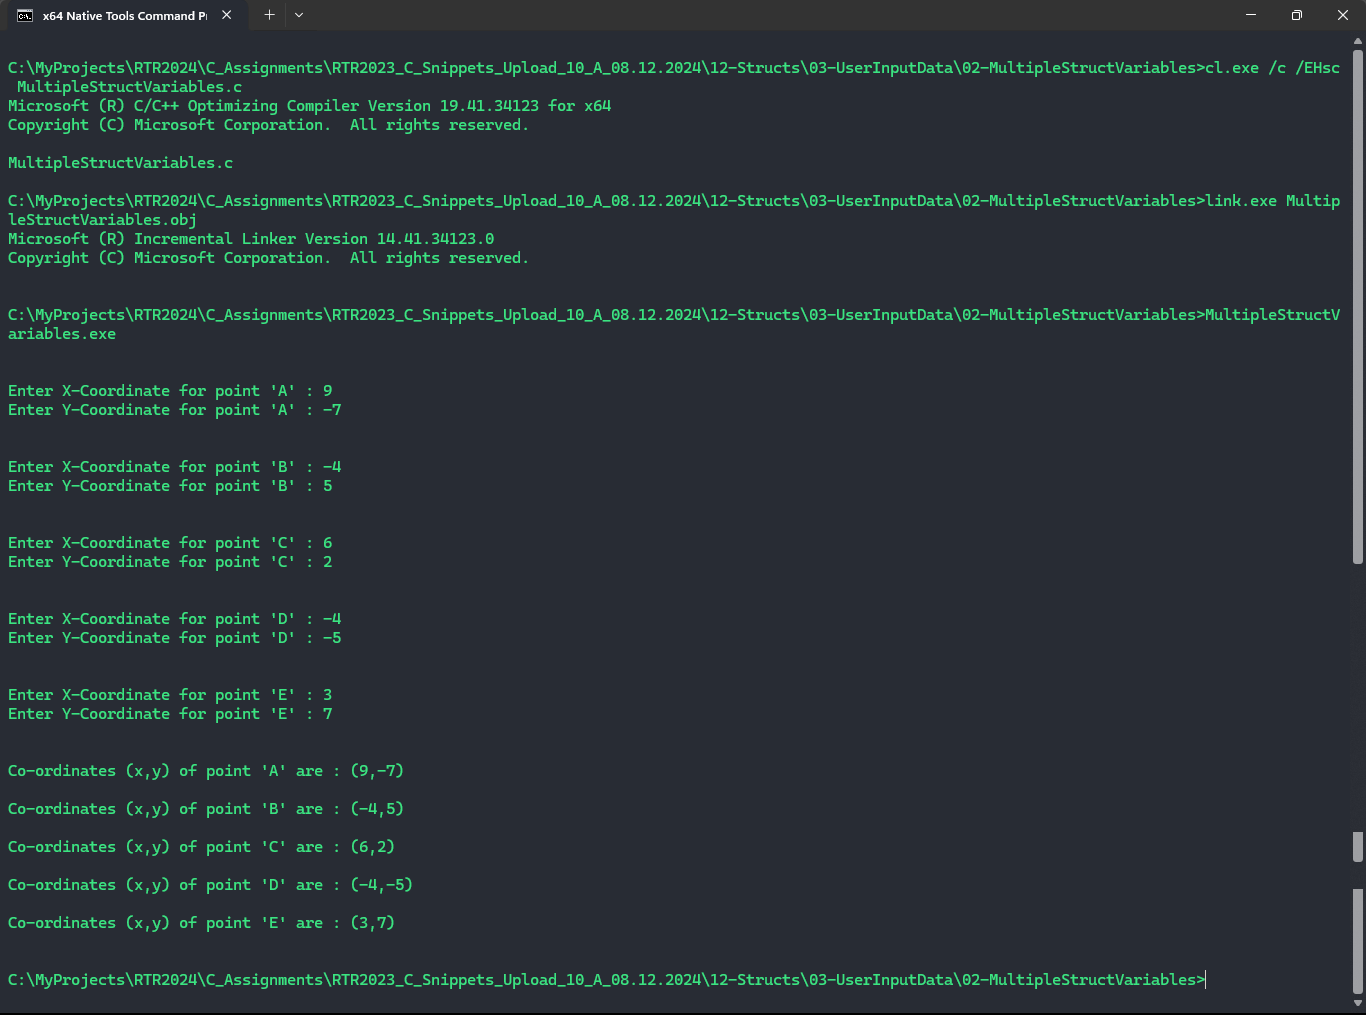 x64 Native Tools Command P
C:\MyProjects\RTR2024\C_Assignments\RTR2023_C_Snippets_Upload_10_A_08.12.2024\12-Structs\03-UserInputData\02-MultipleStructVariables>cl.exe /c /EHsc
MultipleStructVariables.c
Microsoft (R) C/C++ Optimizing Compiler Version 19.41.34123 for x64
Copyright (C) Microsoft Corporation.  All rights reserved.
MultipleStructVariables.c
C:\MyProjects\RTR2024\C_Assignments\RTR2023_C_Snippets_Upload_10_A_08.12.2024\12-Structs\03-UserInputData\02-MultipleStructVariables>link.exe Multip
leStructVariables.obj
Microsoft (R) Incremental Linker Version 14.41.34123.0
Copyright (C) Microsoft Corporation.  All rights reserved.
C:\MyProjects\RTR2024\C_Assignments\RTR2023_C_Snippets_Upload_10_A_08.12.2024\12-Structs\03-UserInputData\02-MultipleStructVariables>MultipleStructV
ariables.exe
Enter X-Coordinate for point 'A' : 9
Enter Y-Coordinate for point 'A' : -7
Enter X-Coordinate for point 'B' : -4
Enter Y-Coordinate for point 'B' : 5
Enter X-Coordinate for point 'C' : 6
Enter Y-Coordinate for point 'C' : 2
Enter X-Coordinate for point 'D' : -4
Enter Y-Coordinate for point 'D' : -5
Enter X-Coordinate for point 'E' : 3
Enter Y-Coordinate for point 'E' : 7
Co-ordinates (x,y) of point 'A' are : (9,-7)
Co-ordinates (x,y) of point 'B' are : (-4,5)
Co-ordinates (x,y) of point 'C' are : (6,2)
Co-ordinates (x,y) of point 'D' are : (-4,-5)
Co-ordinates (x,y) of point 'E' are : (3,7)
C:\MyProjects\RTR2024\C_Assignments\RTR2023_C_Snippets_Upload_10_A_08.12.2024\12-Structs\03-UserInputData\02-MultipleStructVariables>